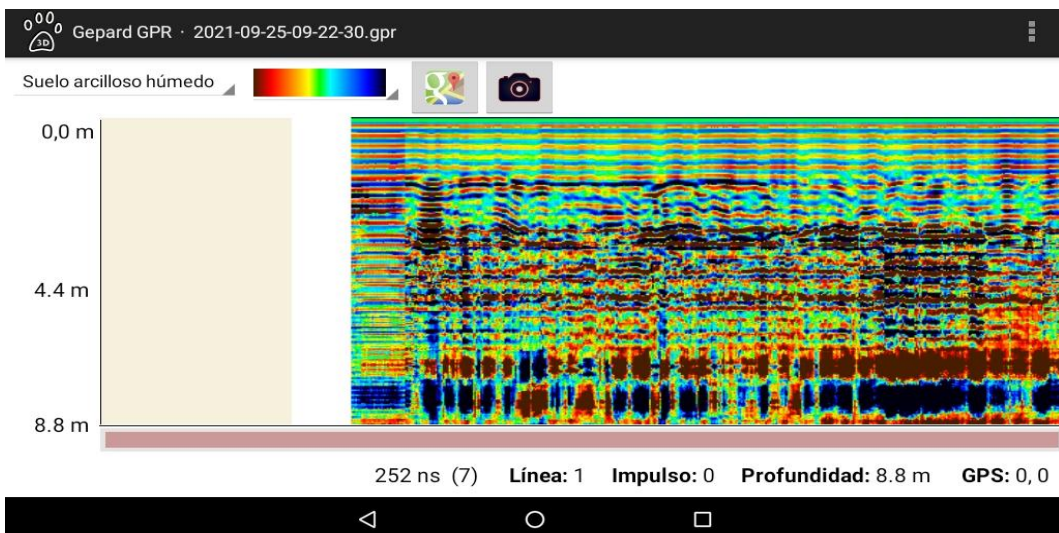 3D
Gepard GPR · 2021-09-25-09-22-30.gpr
Suelo arcilloso húmedo
0,0 m
4.4 m
8.8 m
252 ns (7) Línea: 1 Impulso: 0 Profundidad: 8.8 m GPS: 0, 0